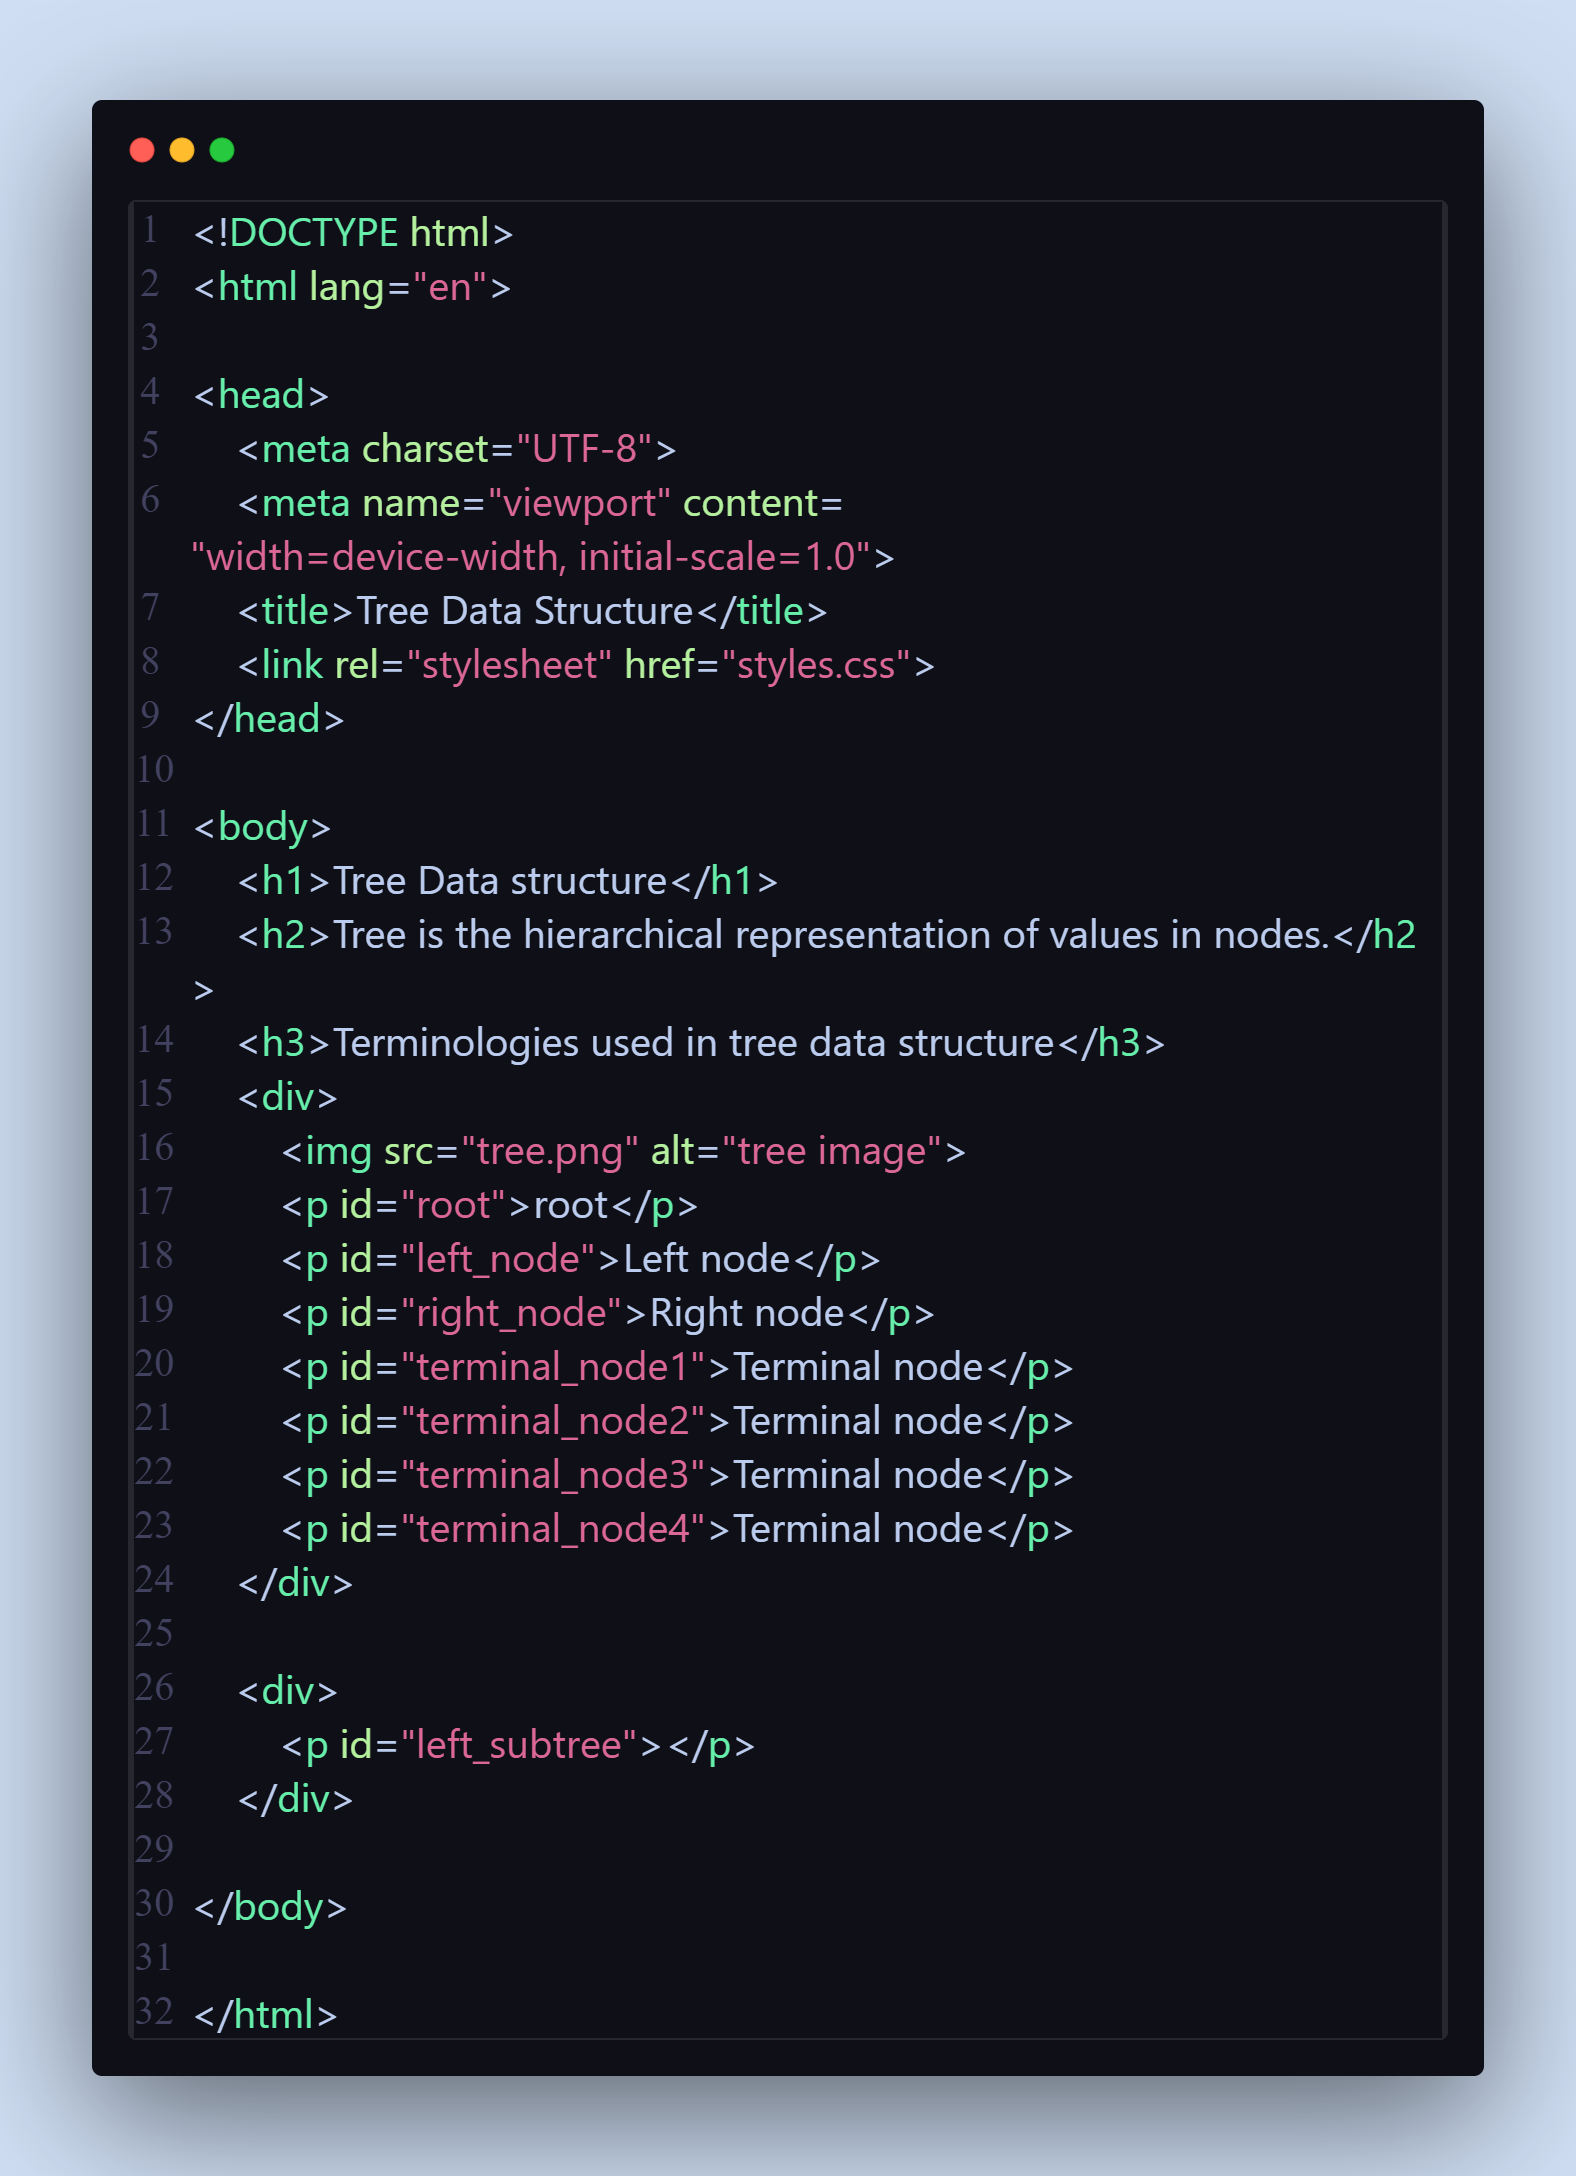 1 <!DOCTYPE html>
2 <html lang="en">
3
4 <head>
5     <meta charset="UTF-8">
6     <meta name="viewport" content=
"width=device-width, initial-scale=1.0">
7     <title>Tree Data Structure</title>
8     <link rel="stylesheet" href="styles.css">
9 </head>
10
11 <body>
12     <h1>Tree Data structure</h1>
13     <h2>Tree is the hierarchical representation of values in nodes.</h2
>
14     <h3>Terminologies used in tree data structure</h3>
15     <div>
16         <img src="tree.png" alt="tree image">
17         <p id="root">root</p>
18         <p id="left_node">Left node</p>
19         <p id="right_node">Right node</p>
20         <p id="terminal_node1">Terminal node</p>
21         <p id="terminal_node2">Terminal node</p>
22         <p id="terminal_node3">Terminal node</p>
23         <p id="terminal_node4">Terminal node</p>
24     </div>
25
26     <div>
27         <p id="left_subtree"></p>
28     </div>
29
30 </body>
31
32 </html>